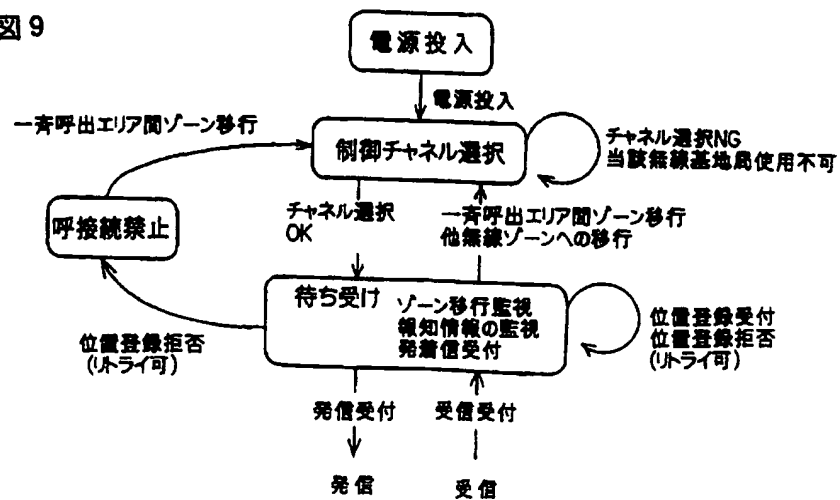 図9
電源投入
電源投入
一斉呼出エリア間ゾーン移行
制御チャネル選択
チャネル選択NG
当該無線基地局使用不可
チャネル選択
OK
一斉呼出エリア間ゾーン移行
他無線ゾーンへの移行
呼接続禁止
待ち受け
ゾーン移行監視
報知情報の監視
発着信受付
位置登録受付
位置登録拒否
(リトライ可)
位置登録拒否
(リトライ可)
発信受付
受信受付
発信
受信